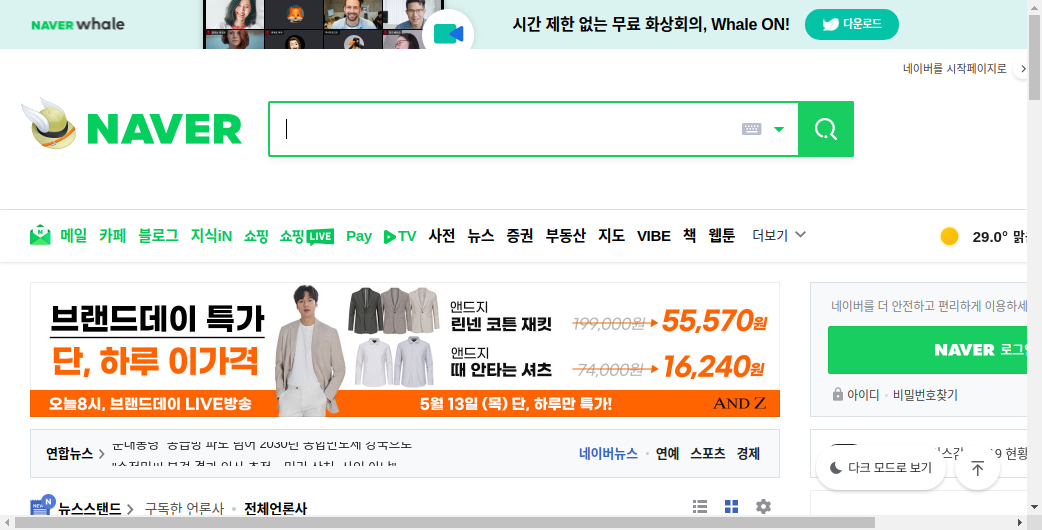 NAVER whale
시간 제한 없는 무료 화상회의, Whale ON!
다운로드
네이버를 시작페이지로
NAVER
메일 카페 블로그 지식iN 쇼핑 쇼핑LIVE Pay TV 사전 뉴스 증권 부동산 지도 VIBE 책 웹툰 더보기
29.0° 맑음
브랜드데이 특가
단, 하루 이가격
앤드지
린넨 코튼 재킷
199,000원
55,570원
앤드지
때 안타는 셔츠
74,000원
16,240원
오늘8시, 브랜드데이 LIVE방송
5월 13일 (목) 단, 하루만 특가!
AND Z
네이버를 더 안전하고 편리하게 이용하세
NAVER 로그인
아이디 비밀번호찾기
연합뉴스
네이버뉴스 연예 스포츠 경제
다크 모드로 보기
NEW N
뉴스스탠드 구독한 언론사 전체언론사